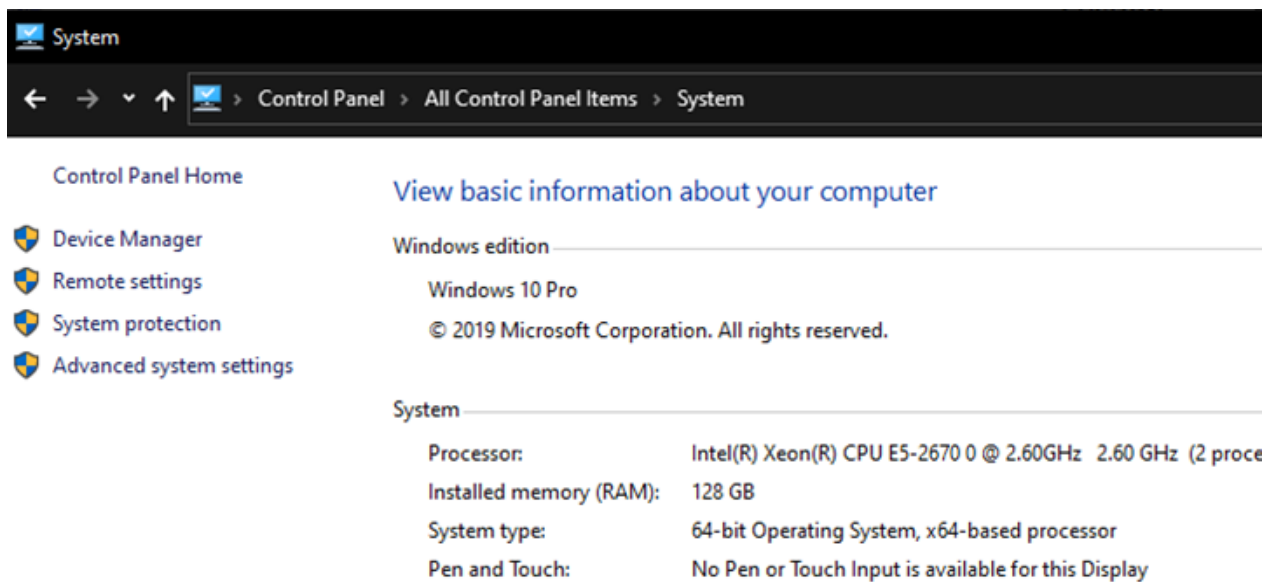 System
Control Panel > All Control Panel Items > System
Control Panel Home
Device Manager
Remote settings
System protection
Advanced system settings
View basic information about your computer
Windows edition
Windows 10 Pro
© 2019 Microsoft Corporation. All rights reserved.
System
Processor: Intel(R) Xeon(R) CPU E5-2670 0 @ 2.60GHz 2.60 GHz (2 proce
Installed memory (RAM): 128 GB
System type: 64-bit Operating System, x64-based processor
Pen and Touch: No Pen or Touch Input is available for this Display